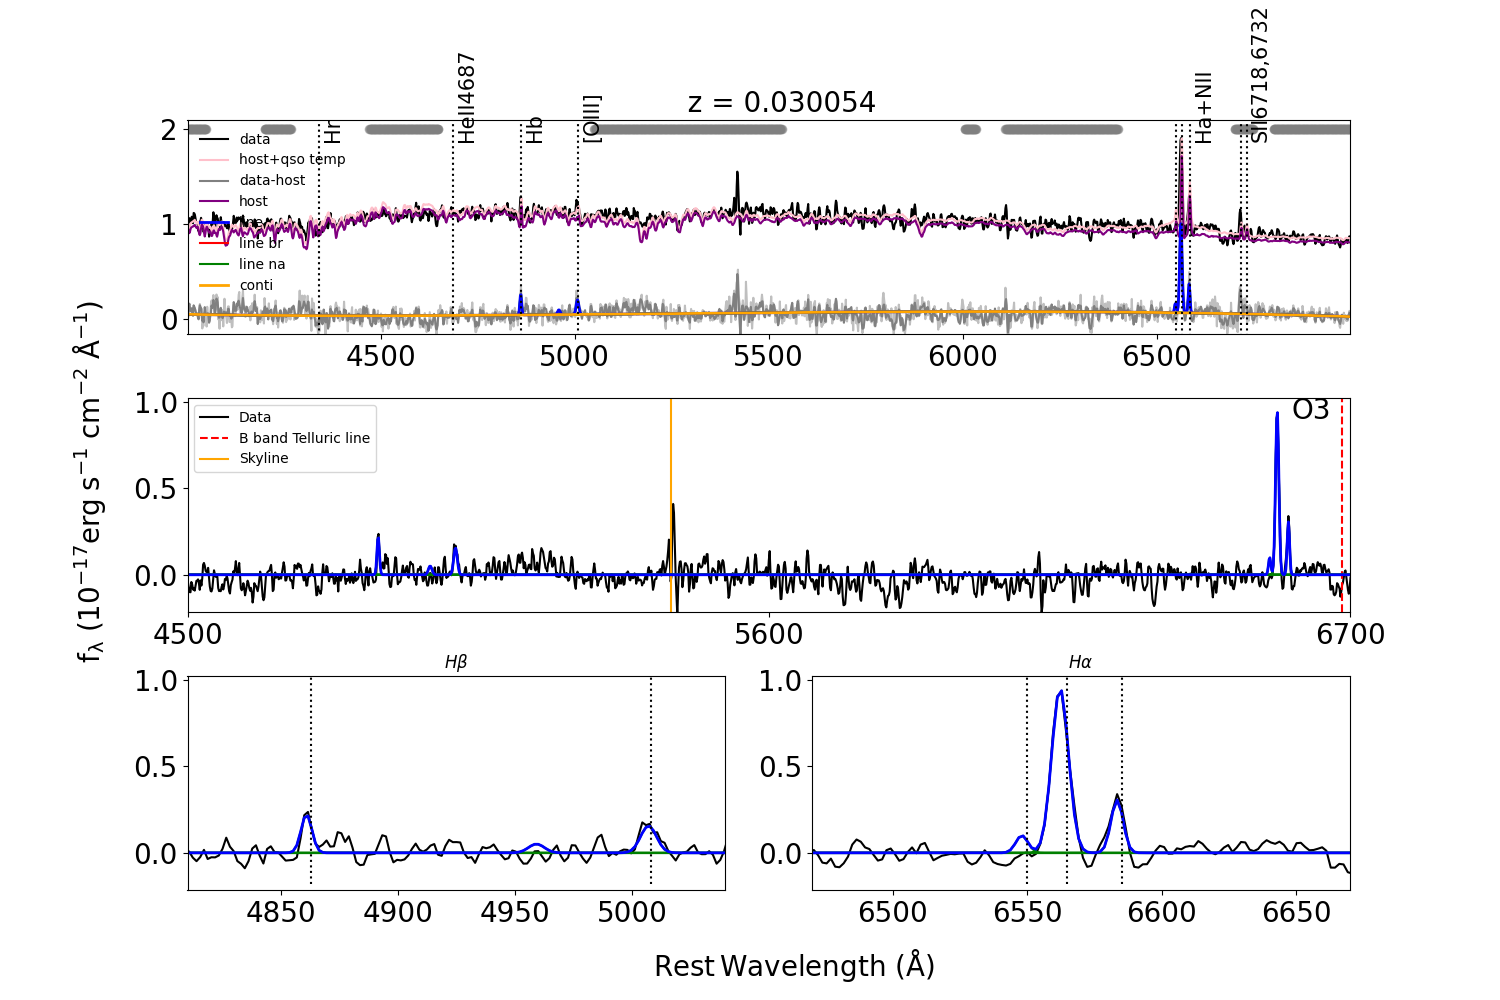 z = 0.030054
Hr
HeII4687
Hb
[OIII]
Ha+NII
SII6718,6732
data
host+qso temp
data-host
host
line br
line na
conti
2
1
0
4500
5000
5500
6000
6500
f_λ (10^{-17} erg s^{-1} cm^{-2} Å^{-1})
Data
B band Telluric line
Skyline
O3
1.0
0.5
0.0
4500
5600
6700
Hβ
1.0
0.5
0.0
4850
4900
4950
5000
Hα
1.0
0.5
0.0
6500
6550
6600
6650
Rest Wavelength (Å)